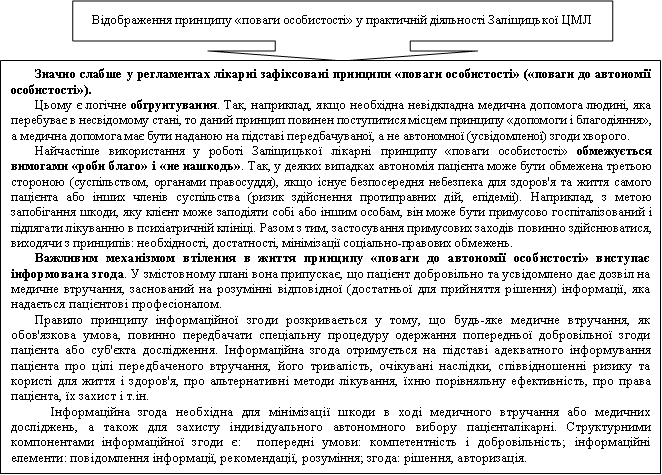 Відображення принципу «поваги особистості» у практичній діяльності Заліщицької ЦМЛ
Значно слабше у регламентах лікарні зафіксовані принципи «поваги особистості» («поваги до автономії
особистості»).
Цьому є логічне обґрунтування. Так, наприклад, якщо необхідна невідкладна медична допомога людині, яка
перебуває в несвідомому стані, то даний принцип повинен поступитися місцем принципу «допомоги і благодіяння»,
а медична допомога має бути наданою на підставі передбачуваної, а не автономної (усвідомленої) згоди хворого.
Найчастіше використання у роботі Заліщицької лікарні принципу «поваги особистості» обмежується
вимогами «роби благо» і «не нашкодь». Так, у деяких випадках автономія пацієнта може бути обмежена третьою
стороною (суспільством, органами правосуддя), якщо існує безпосередня небезпека для здоров'я та життя самого
пацієнта або інших членів суспільства (ризик здійснення протиправних дій, епідемії). Наприклад, з метою
запобігання шкоди, яку клієнт може заподіяти собі або іншим особам, він може бути примусово госпіталізований і
підлягати лікуванню в психіатричній клініці. Разом з тим, застосування примусових заходів повинно здійснюватися,
виходячи з принципів: необхідності, достатності, мінімізації соціально-правових обмежень.
Важливим механізмом втілення в життя принципу «поваги до автономії особистості» виступає
інформована згода. У змістовному плані вона припускає, що пацієнт добровільно та усвідомлено дає дозвіл на
медичне втручання, заснований на розумінні відповідної (достатньої для прийняття рішення) інформації, яка
надається пацієнтові професіоналом.
Правило принципу інформаційної згоди розкривається у тому, що будь-яке медичне втручання, як
обов'язкова умова, повинно передбачати спеціальну процедуру одержання попередньої добровільної згоди
пацієнта або суб'єкта дослідження. Інформаційна згода отримується на підставі адекватного інформування
пацієнта про цілі передбаченого втручання, його тривалість, очікувані наслідки, співвідношенні ризику та
користі для життя і здоров'я, про альтернативні методи лікування, їхню порівняльну ефективність, про права
пацієнта, їх захист і т.ін.
Інформаційна згода необхідна для мінімізації шкоди в ході медичного втручання або медичних
досліджень, а також для захисту індивідуального автономного вибору пацієнталікарні. Структурними
компонентами інформаційної згоди є: попередні умови: компетентність і добровільність; інформаційні
елементи: повідомлення інформації, рекомендації, розуміння; згода: рішення, авторизація.